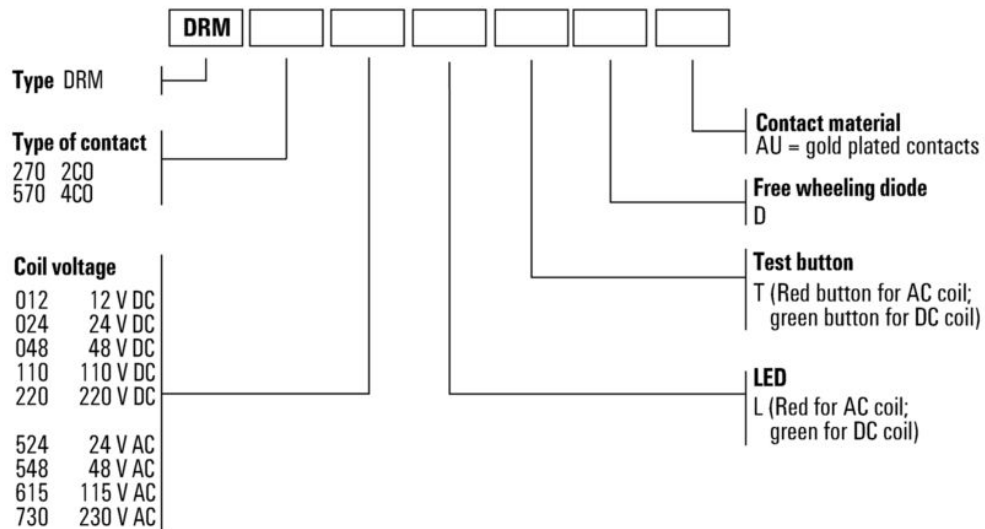 DRM
Type DRM
Type of contact
270 2CO
570 4CO
Coil voltage
012 12 V DC
024 24 V DC
048 48 V DC
110 110 V DC
220 220 V DC
524 24 V AC
548 48 V AC
615 115 V AC
730 230 V AC
Contact material
AU = gold plated contacts
Free wheeling diode
D
Test button
T (Red button for AC coil;
green button for DC coil)
LED
L (Red for AC coil;
green for DC coil)